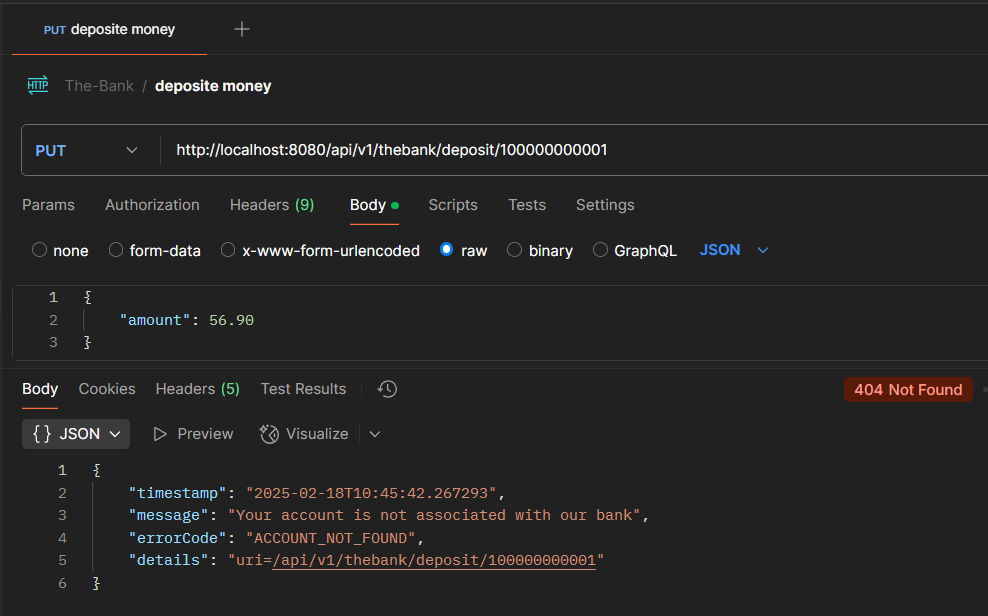 PUT deposite money
HTTP The-Bank / deposite money
PUT http://localhost:8080/api/v1/thebank/deposit/100000000001
Params Authorization Headers (9) Body Scripts Tests Settings
none form-data x-www-form-urlencoded raw binary GraphQL JSON
1 {
2 "amount": 56.90
3 }
Body Cookies Headers (5) Test Results 404 Not Found
{} JSON Preview Visualize
1 {
2 "timestamp": "2025-02-18T10:45:42.267293",
3 "message": "Your account is not associated with our bank",
4 "errorCode": "ACCOUNT_NOT_FOUND",
5 "details": "uri=/api/v1/thebank/deposit/100000000001"
6 }